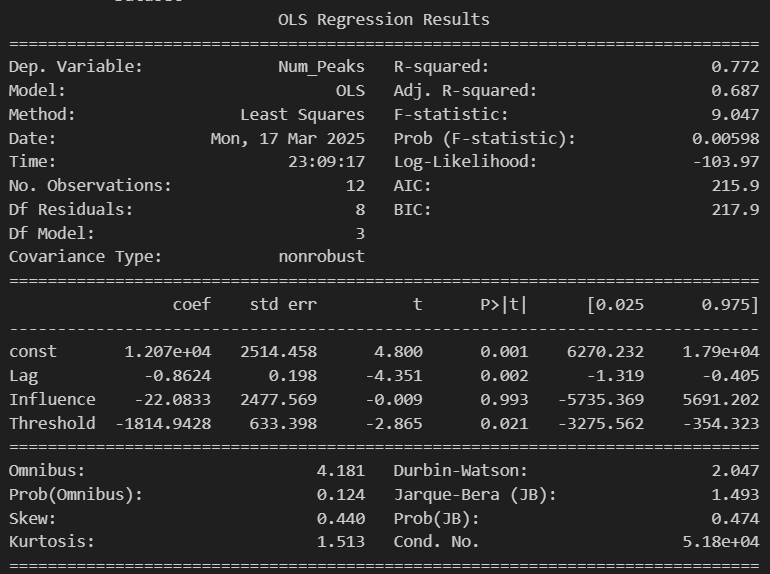 OLS Regression Results
==============================================================================
Dep. Variable:              Num_Peaks   R-squared:                       0.772
Model:                            OLS   Adj. R-squared:                  0.687
Method:                 Least Squares   F-statistic:                     9.047
Date:                Mon, 17 Mar 2025   Prob (F-statistic):            0.00598
Time:                        23:09:17   Log-Likelihood:                -103.97
No. Observations:                  12   AIC:                             215.9
Df Residuals:                       8   BIC:                             217.9
Df Model:                           3
Covariance Type:            nonrobust
==============================================================================
                 coef    std err          t      P>|t|      [0.025      0.975]
------------------------------------------------------------------------------
const       1.207e+04   2514.458      4.800      0.001    6270.232    1.79e+04
Lag           -0.8624      0.198     -4.351      0.002      -1.319      -0.405
Influence    -22.0833   2477.569     -0.009      0.993   -5735.369    5691.202
Threshold  -1814.9428    633.398     -2.865      0.021   -3275.562    -354.323
==============================================================================
Omnibus:                        4.181   Durbin-Watson:                   2.047
Prob(Omnibus):                  0.124   Jarque-Bera (JB):                1.493
Skew:                           0.440   Prob(JB):                        0.474
Kurtosis:                       1.513   Cond. No.                     5.18e+04
==============================================================================